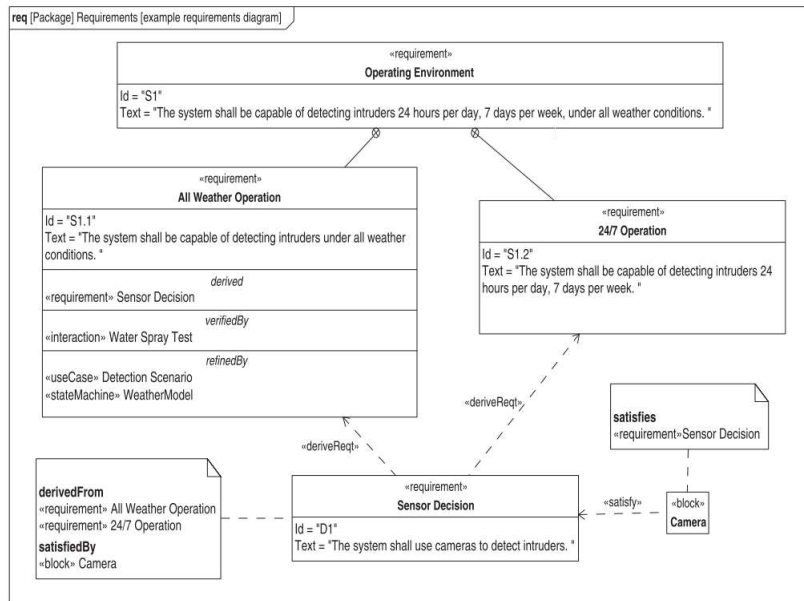 req [Package] Requirements [example requirements diagram]
«requirement»
Operating Environment
Id = "S1"
Text = "The system shall be capable of detecting intruders 24 hours per day, 7 days per week, under all weather conditions. "
«requirement»
All Weather Operation
Id = "S1.1"
Text = "The system shall be capable of detecting intruders under all weather
conditions. "
derived
«requirement» Sensor Decision
verifiedBy
«interaction» Water Spray Test
refinedBy
«useCase» Detection Scenario
«stateMachine» WeatherModel
«requirement»
24/7 Operation
Id = "S1.2"
Text = "The system shall be capable of detecting intruders 24
hours per day, 7 days per week. "
«deriveReqt»
«deriveReqt»
satisfies
«requirement»Sensor Decision
derivedFrom
«requirement» All Weather Operation
«requirement» 24/7 Operation
satisfiedBy
«block» Camera
«requirement»
Sensor Decision
Id = "D1"
Text = "The system shall use cameras to detect intruders. "
«satisfy»
«block»
Camera